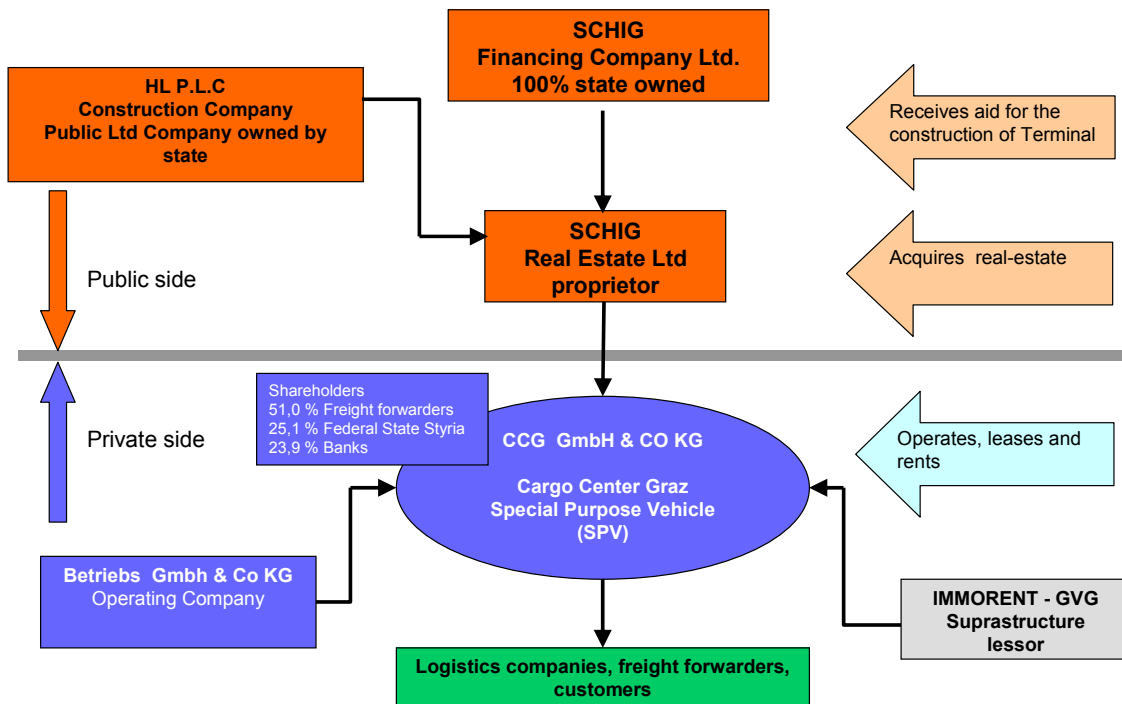 SCHIG
Financing Company Ltd.
100% state owned
HL P.L.C
Construction Company
Public Ltd Company owned by
state
Receives aid for the
construction of Terminal
SCHIG
Real Estate Ltd
proprietor
Acquires real-estate
Public side
Private side
Shareholders
51,0 % Freight forwarders
25,1 % Federal State Styria
23,9 % Banks
CCG GmbH & CO KG
Cargo Center Graz
Special Purpose Vehicle
(SPV)
Operates, leases and
rents
Betriebs Gmbh & Co KG
Operating Company
IMMORENT - GVG
Suprastructure
lessor
Logistics companies, freight forwarders,
customers